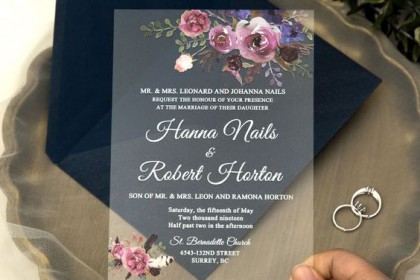 MR. & MRS. LEONARD AND JOHANNA NAILS
REQUEST THE HONOUR OF YOUR PRESENCE
AT THE MARRIAGE OF THEIR DAUGHTER
Hanna Nails
&
Robert Horton
SON OF MR. & MRS. LEON AND RAMONA HORTON
Saturday, the fifteenth of May
Two thousand nineteen
Half past two in the afternoon
St. Bernadette Church
6543-132ND STREET
SURREY, BC